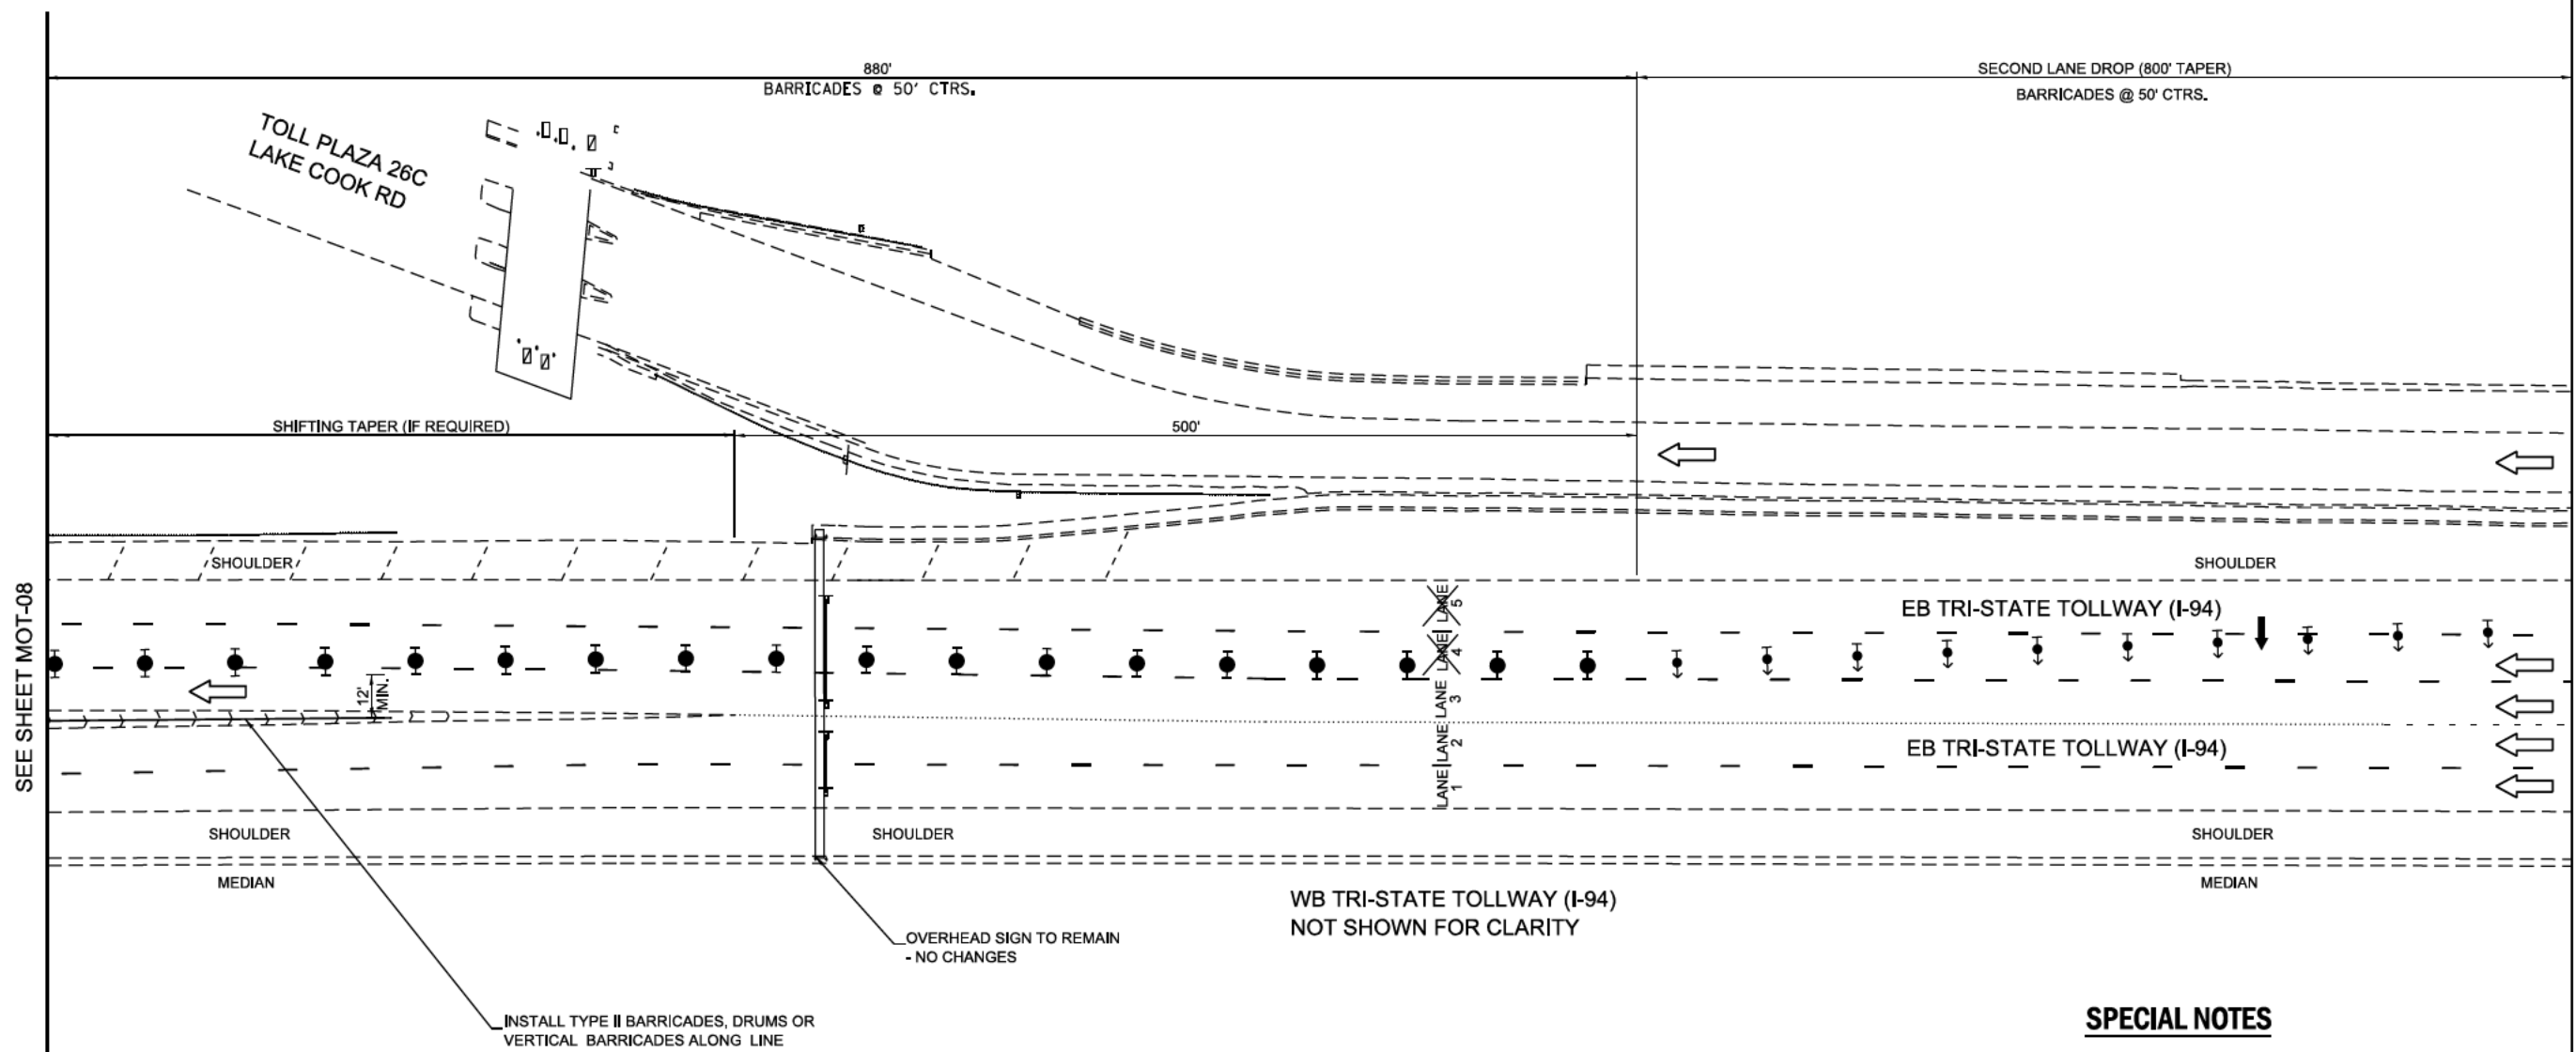 880'
BARRICADES @ 50' CTRS.
SECOND LANE DROP (800' TAPER)
BARRICADES @ 50' CTRS.
TOLL PLAZA 26C
LAKE COOK RD
SHIFTING TAPER (IF REQUIRED)
500'
SEE SHEET MOT-08
SHOULDER
SHOULDER
EB TRI-STATE TOLLWAY (I-94)
LANE 5
LANE 4
LANE 3
LANE 2
LANE 1
12'
MIN.
EB TRI-STATE TOLLWAY (I-94)
SHOULDER
SHOULDER
SHOULDER
MEDIAN
MEDIAN
WB TRI-STATE TOLLWAY (I-94)
NOT SHOWN FOR CLARITY
OVERHEAD SIGN TO REMAIN
- NO CHANGES
INSTALL TYPE II BARRICADES, DRUMS OR
VERTICAL BARRICADES ALONG LINE
SPECIAL NOTES